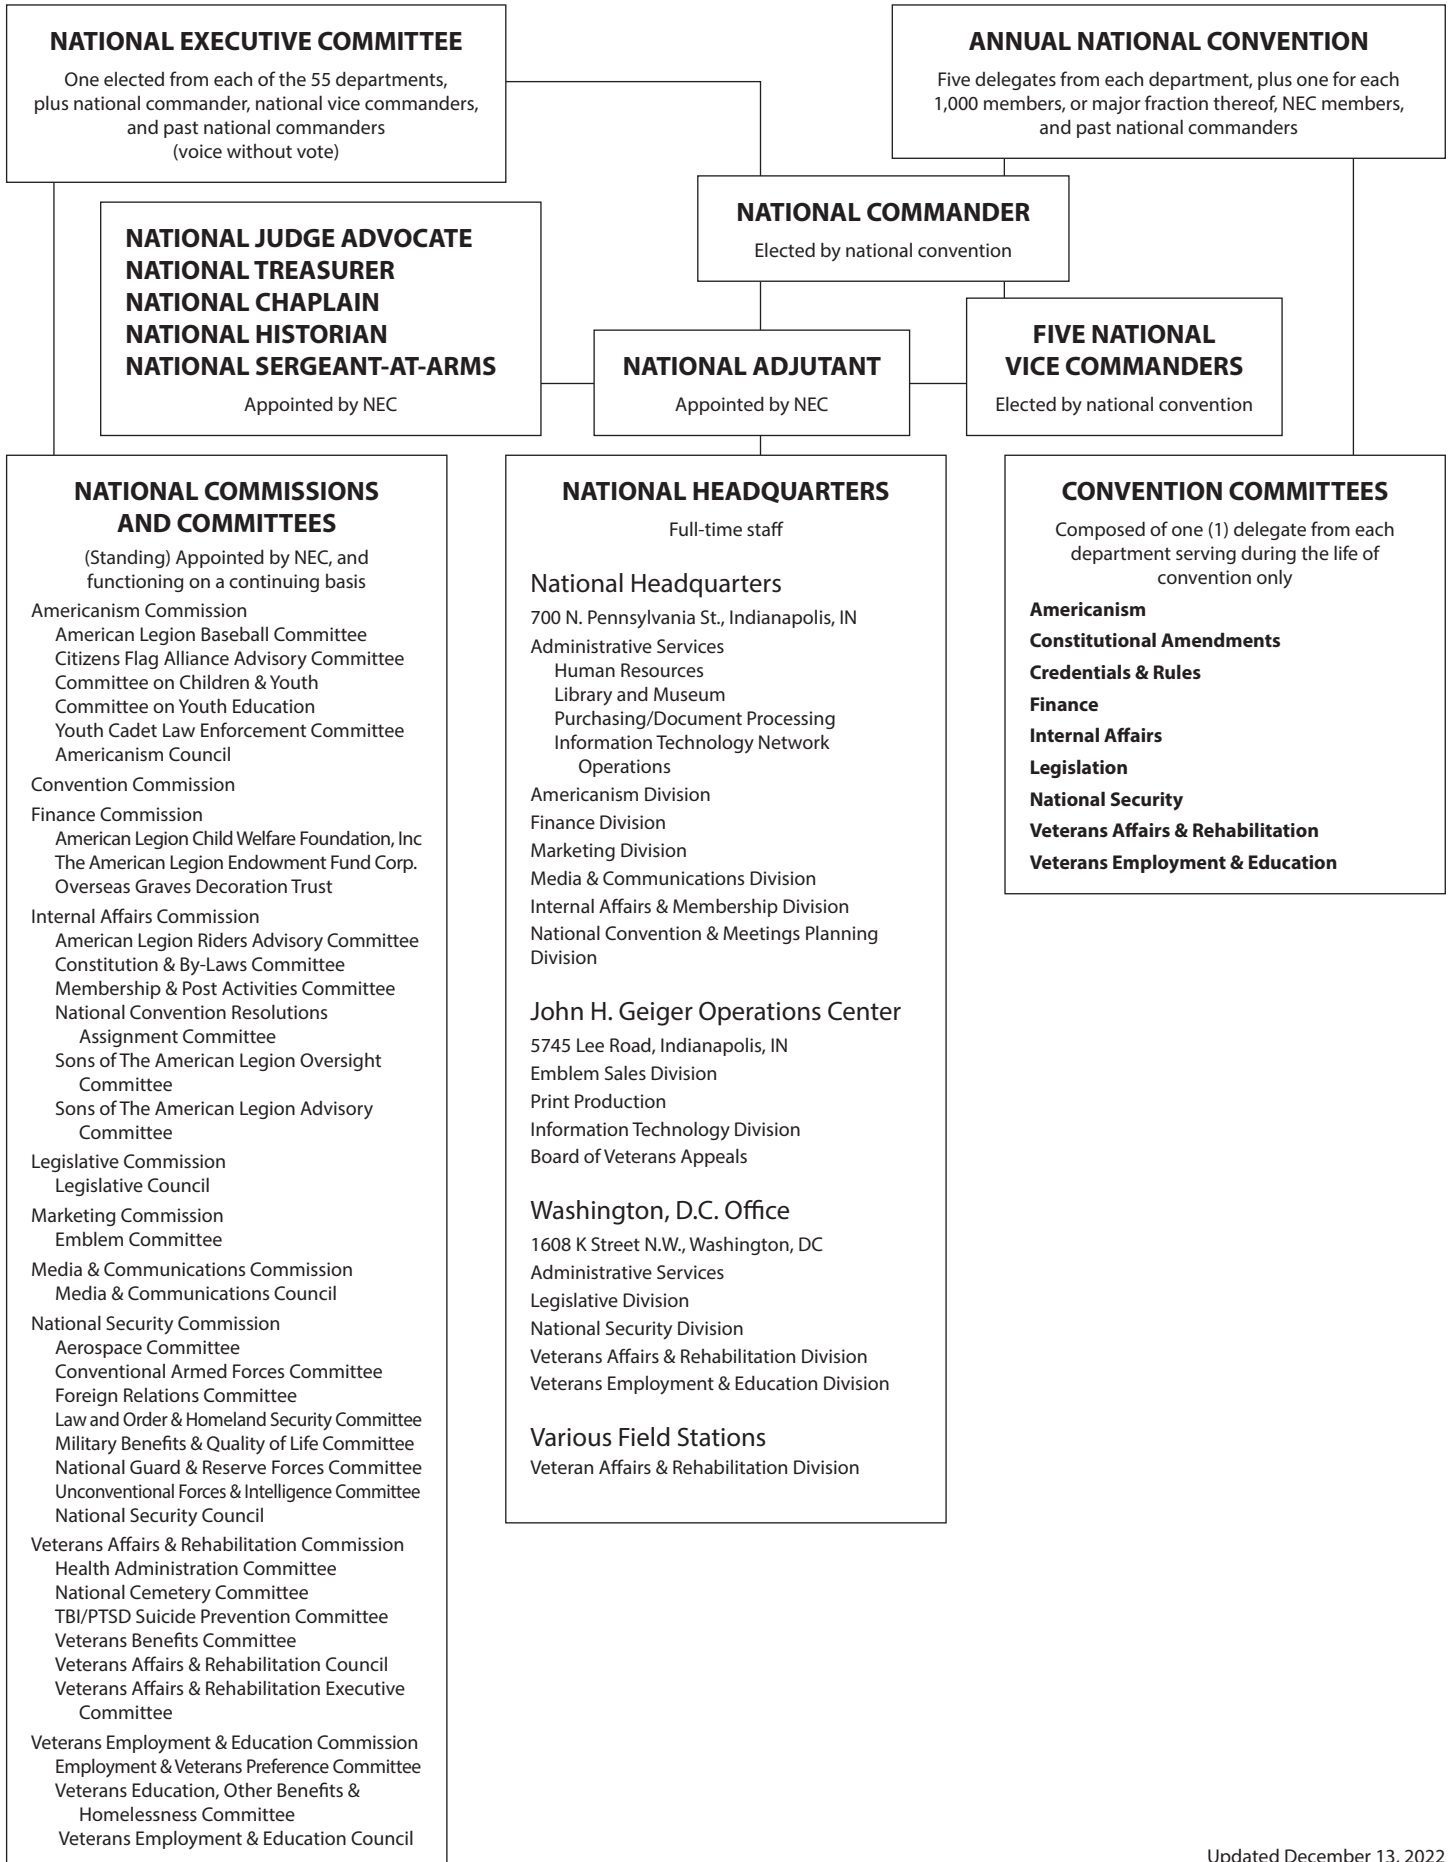 NATIONAL EXECUTIVE COMMITTEE
One elected from each of the 55 departments,
plus national commander, national vice commanders,
and past national commanders
(voice without vote)
ANNUAL NATIONAL CONVENTION
Five delegates from each department, plus one for each
1,000 members, or major fraction thereof, NEC members,
and past national commanders
NATIONAL COMMANDER
Elected by national convention
NATIONAL JUDGE ADVOCATE
NATIONAL TREASURER
NATIONAL CHAPLAIN
NATIONAL HISTORIAN
NATIONAL SERGEANT-AT-ARMS
Appointed by NEC
NATIONAL ADJUTANT
Appointed by NEC
FIVE NATIONAL
VICE COMMANDERS
Elected by national convention
NATIONAL COMMISSIONS
AND COMMITTEES
(Standing) Appointed by NEC, and
functioning on a continuing basis
Americanism Commission
American Legion Baseball Committee
Citizens Flag Alliance Advisory Committee
Committee on Children & Youth
Committee on Youth Education
Youth Cadet Law Enforcement Committee
Americanism Council
Convention Commission
Finance Commission
American Legion Child Welfare Foundation, Inc
The American Legion Endowment Fund Corp.
Overseas Graves Decoration Trust
Internal Affairs Commission
American Legion Riders Advisory Committee
Constitution & By-Laws Committee
Membership & Post Activities Committee
National Convention Resolutions
Assignment Committee
Sons of The American Legion Oversight
Committee
Sons of The American Legion Advisory
Committee
Legislative Commission
Legislative Council
Marketing Commission
Emblem Committee
Media & Communications Commission
Media & Communications Council
National Security Commission
Aerospace Committee
Conventional Armed Forces Committee
Foreign Relations Committee
Law and Order & Homeland Security Committee
Military Benefits & Quality of Life Committee
National Guard & Reserve Forces Committee
Unconventional Forces & Intelligence Committee
National Security Council
Veterans Affairs & Rehabilitation Commission
Health Administration Committee
National Cemetery Committee
TBI/PTSD Suicide Prevention Committee
Veterans Benefits Committee
Veterans Affairs & Rehabilitation Council
Veterans Affairs & Rehabilitation Executive
Committee
Veterans Employment & Education Commission
Employment & Veterans Preference Committee
Veterans Education, Other Benefits &
Homelessness Committee
Veterans Employment & Education Council
NATIONAL HEADQUARTERS
Full-time staff
National Headquarters
700 N. Pennsylvania St., Indianapolis, IN
Administrative Services
Human Resources
Library and Museum
Purchasing/Document Processing
Information Technology Network
Operations
Americanism Division
Finance Division
Marketing Division
Media & Communications Division
Internal Affairs & Membership Division
National Convention & Meetings Planning
Division
John H. Geiger Operations Center
5745 Lee Road, Indianapolis, IN
Emblem Sales Division
Print Production
Information Technology Division
Board of Veterans Appeals
Washington, D.C. Office
1608 K Street N.W., Washington, DC
Administrative Services
Legislative Division
National Security Division
Veterans Affairs & Rehabilitation Division
Veterans Employment & Education Division
Various Field Stations
Veteran Affairs & Rehabilitation Division
CONVENTION COMMITTEES
Composed of one (1) delegate from each
department serving during the life of
convention only
Americanism
Constitutional Amendments
Credentials & Rules
Finance
Internal Affairs
Legislation
National Security
Veterans Affairs & Rehabilitation
Veterans Employment & Education
Updated December 13, 2022